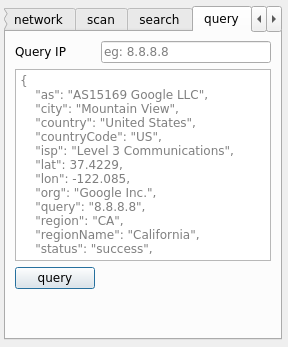 network scan search query
Query IP eg: 8.8.8.8
{
"as": "AS15169 Google LLC",
"city": "Mountain View",
"country": "United States",
"countryCode": "US",
"isp": "Level 3 Communications",
"lat": 37.4229,
"lon": -122.085,
"org": "Google Inc.",
"query": "8.8.8.8",
"region": "CA",
"regionName": "California",
"status": "success",
query